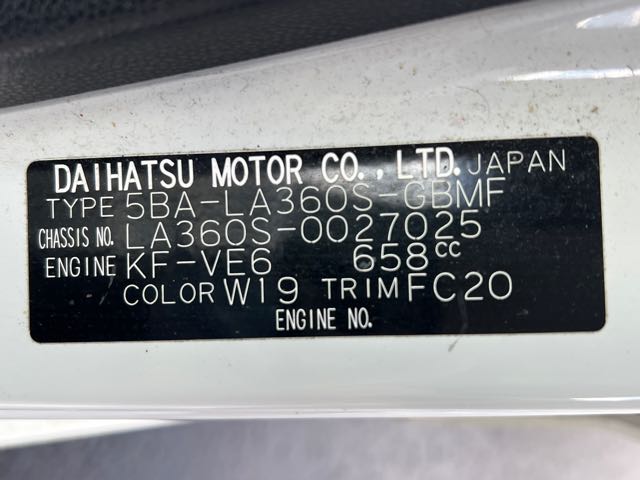 DAIHATSU MOTOR CO.,LTD. JAPAN
TYPE 5BA-LA360S-GBMF
CHASSIS NO. LA360S-0027025
ENGINE KF-VE6 658cc
COLOR W19 TRIM FC20
ENGINE NO.